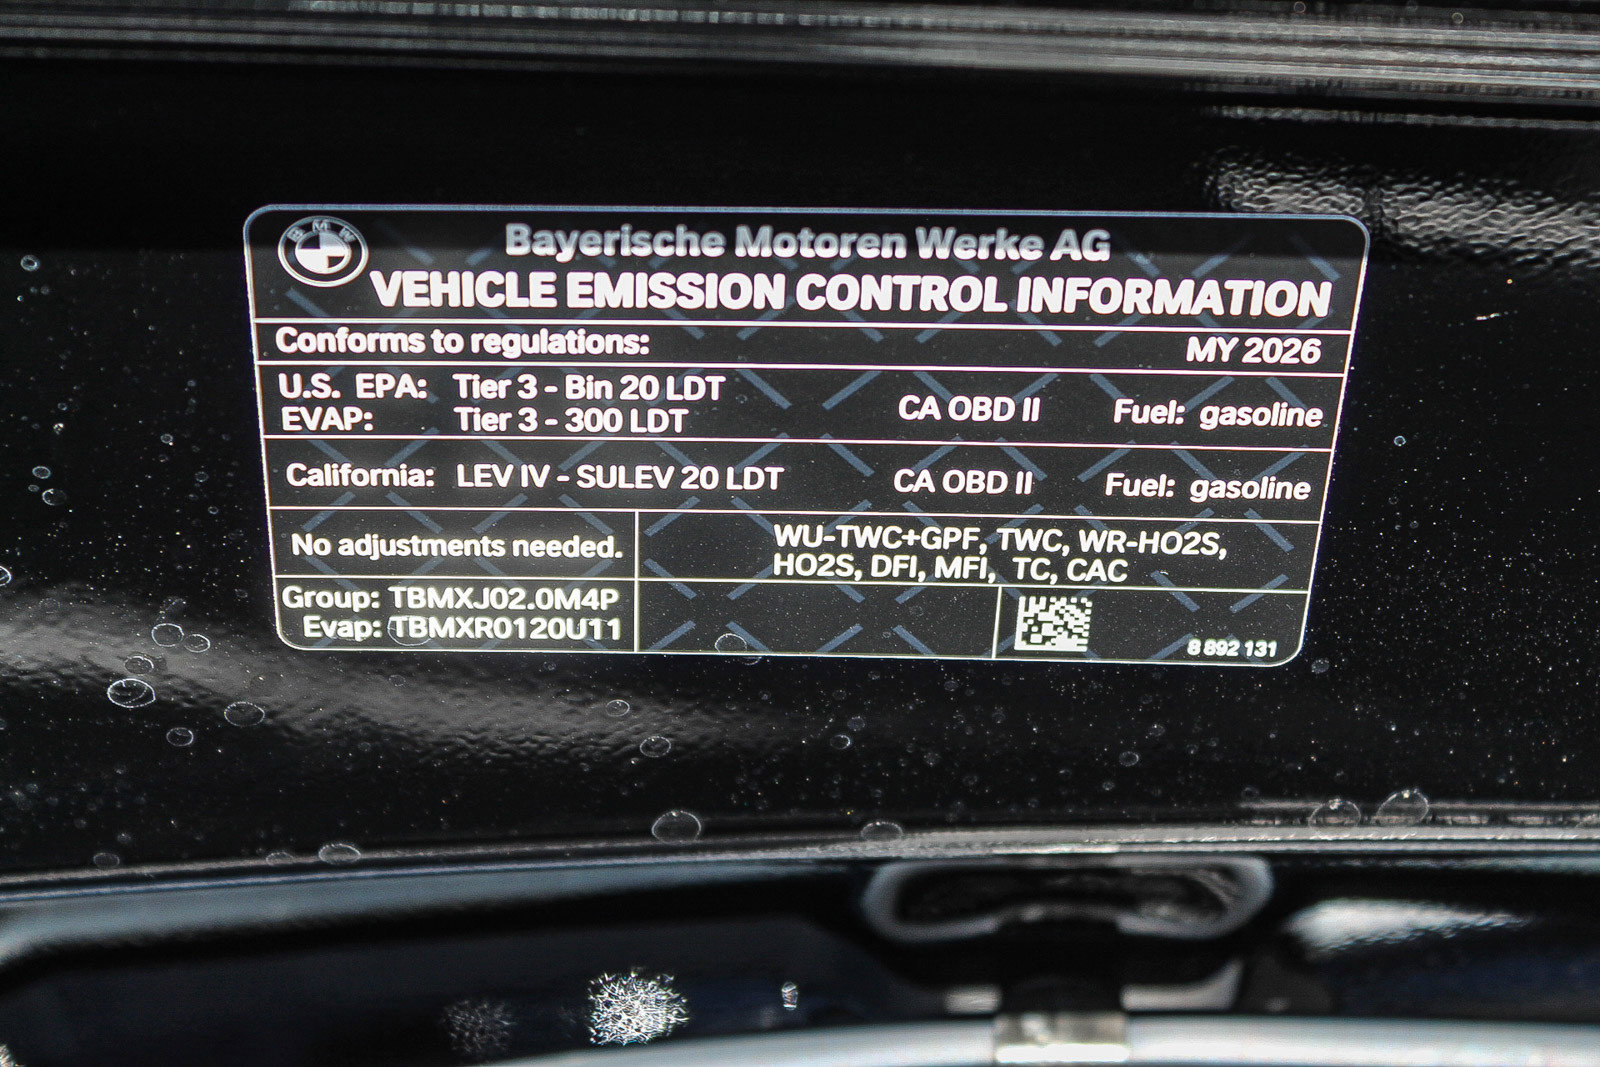 BMW
Bayerische Motoren Werke AG
VEHICLE EMISSION CONTROL INFORMATION
Conforms to regulations: MY 2026
U.S. EPA: Tier 3 - Bin 20 LDT
EVAP: Tier 3 - 300 LDT CA OBD II Fuel: gasoline
California: LEV IV - SULEV 20 LDT CA OBD II Fuel: gasoline
No adjustments needed.
WU-TWC+GPF, TWC, WR-HO2S,
HO2S, DFI, MFI, TC, CAC
Group: TBMXJ02.0M4P
Evap: TBMXR0120U11
8 892 131